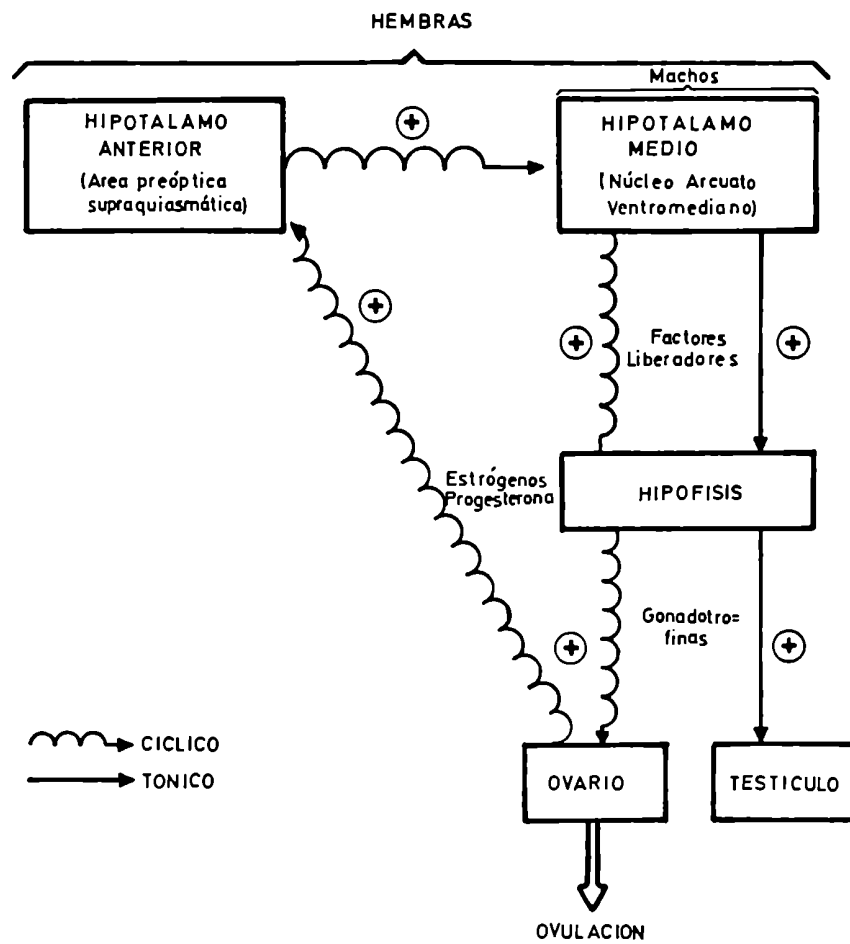 HEMBRAS
Machos
HIPOTALAMO
ANTERIOR
(Area preóptica
supraquiasmática)
+
HIPOTALAMO
MEDIO
(Núcleo Arcuato
Ventromediano)
+
+
Factores
Liberadores
+
Estrógenos
Progesterona
HIPOFISIS
+
Gonadotro=
finas
+
CICLICO
TONICO
OVARIO
TESTICULO
OVULACION